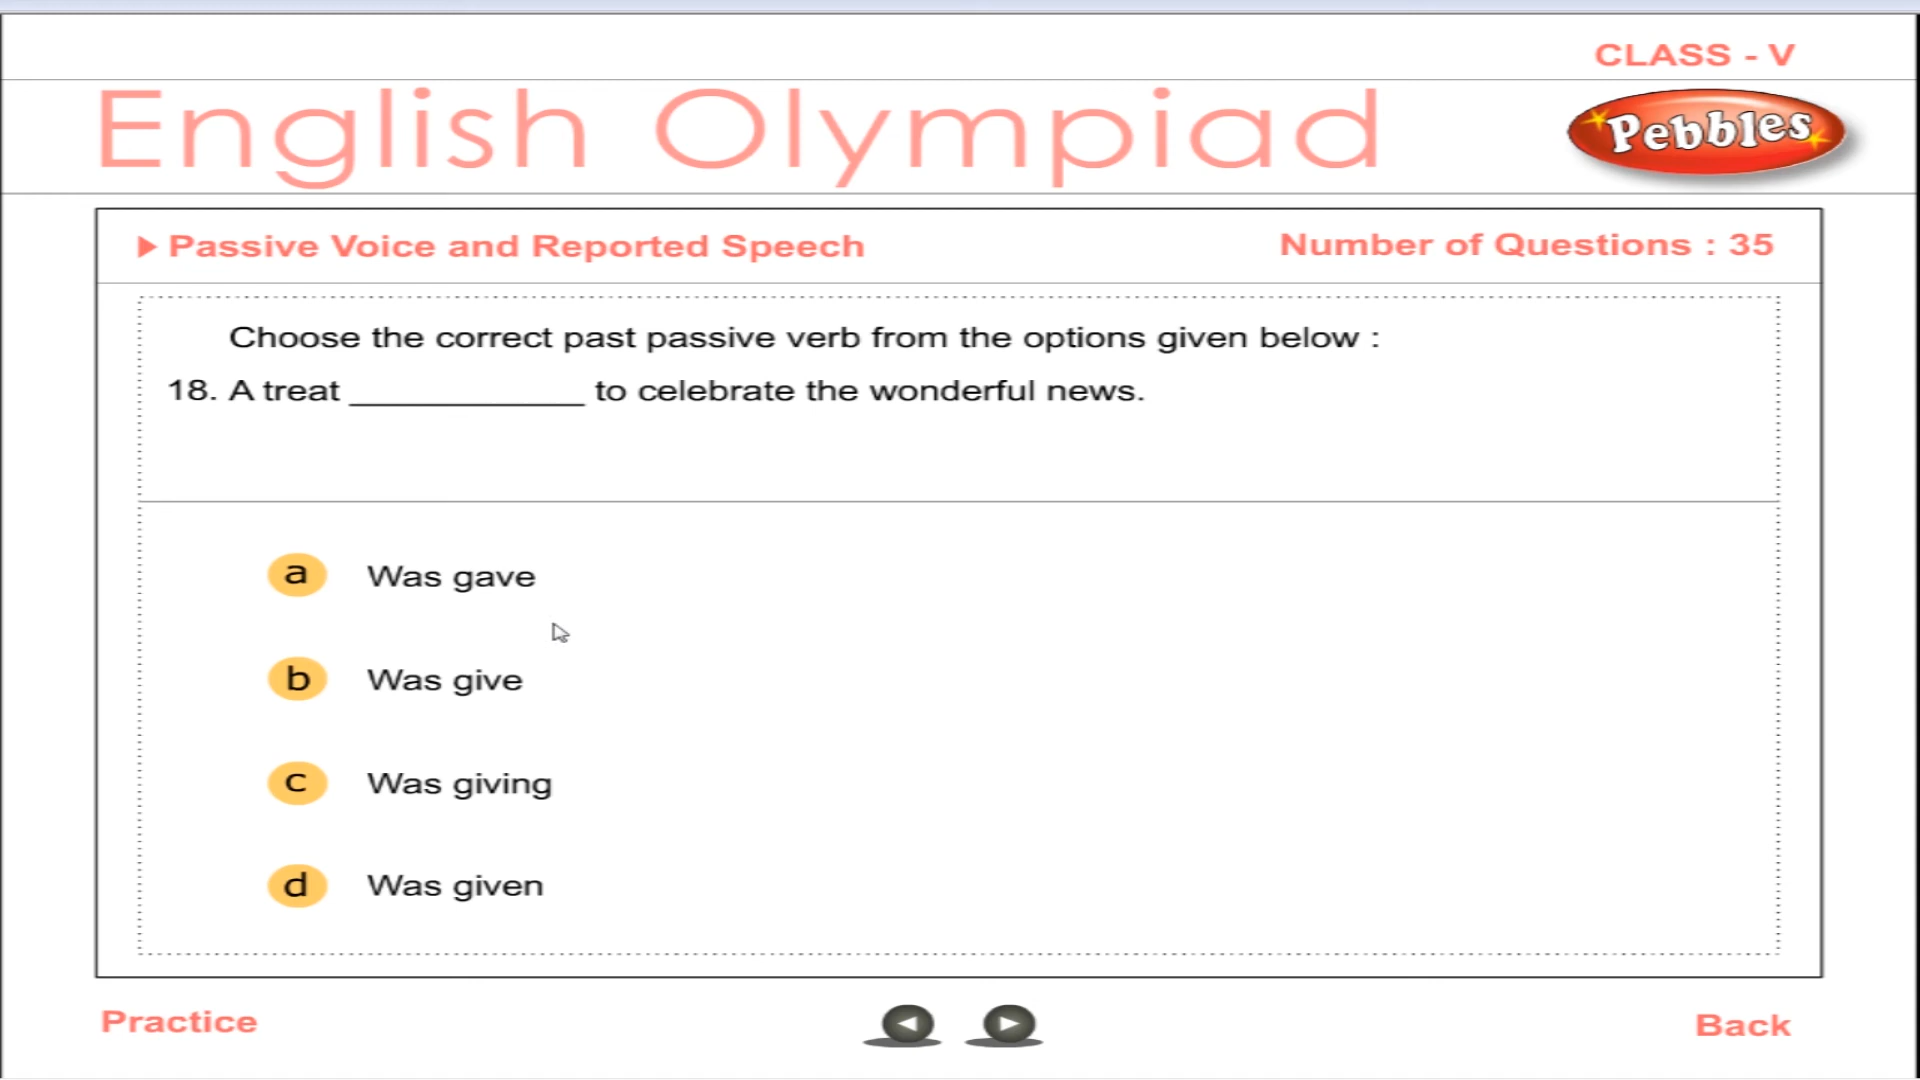 CLASS - V
English Olympiad
Pebbles
Passive Voice and Reported Speech
Number of Questions : 35
Choose the correct past passive verb from the options given below :
18. A treat ______________ to celebrate the wonderful news.
a Was gave
b Was give
c Was giving
d Was given
Practice
Back